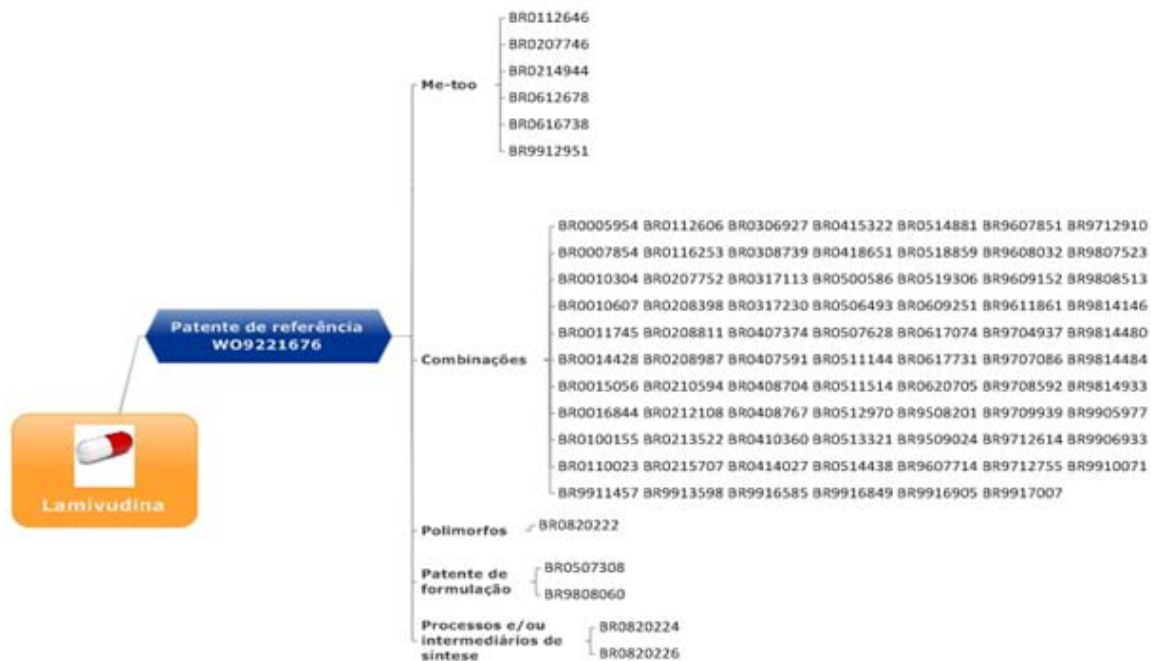 BR0112646
BR0207746
BR0214944
Me-too
BR0612678
BR0616738
BR9912951
BR0005954 BR0112606 BR0306927 BR0415322 BR0514881 BR9607851 BR9712910
BR0007854 BR0116253 BR0308739 BR0418651 BR0518859 BR9608032 BR9807523
BR0010304 BR0207752 BR0317113 BR0500586 BR0519306 BR9609152 BR9808513
BR0010607 BR0208398 BR0317230 BR0506493 BR0609251 BR9611861 BR9814146
Patente de referência
WO9221676
BR0011745 BR0208811 BR0407374 BR0507628 BR0617074 BR9704937 BR9814480
Combinações
BR0014428 BR0208987 BR0407591 BR0511144 BR0617731 BR9707086 BR9814484
BR0015056 BR0210594 BR0408704 BR0511514 BR0620705 BR9708592 BR9814933
BR0016844 BR0212108 BR0408767 BR0512970 BR9508201 BR9709939 BR9905977
BR0100155 BR0213522 BR0410360 BR0513321 BR9509024 BR9712614 BR9906933
BR0110023 BR0215707 BR0414027 BR0514438 BR9607714 BR9712755 BR9910071
BR9911457 BR9913598 BR9916585 BR9916849 BR9916905 BR9917007
Lamivudina
Polimorfos
BR0820222
Patente de
formulação
BR0507308
BR9808060
Processos e/ou
intermediários de
síntese
BR0820224
BR0820226